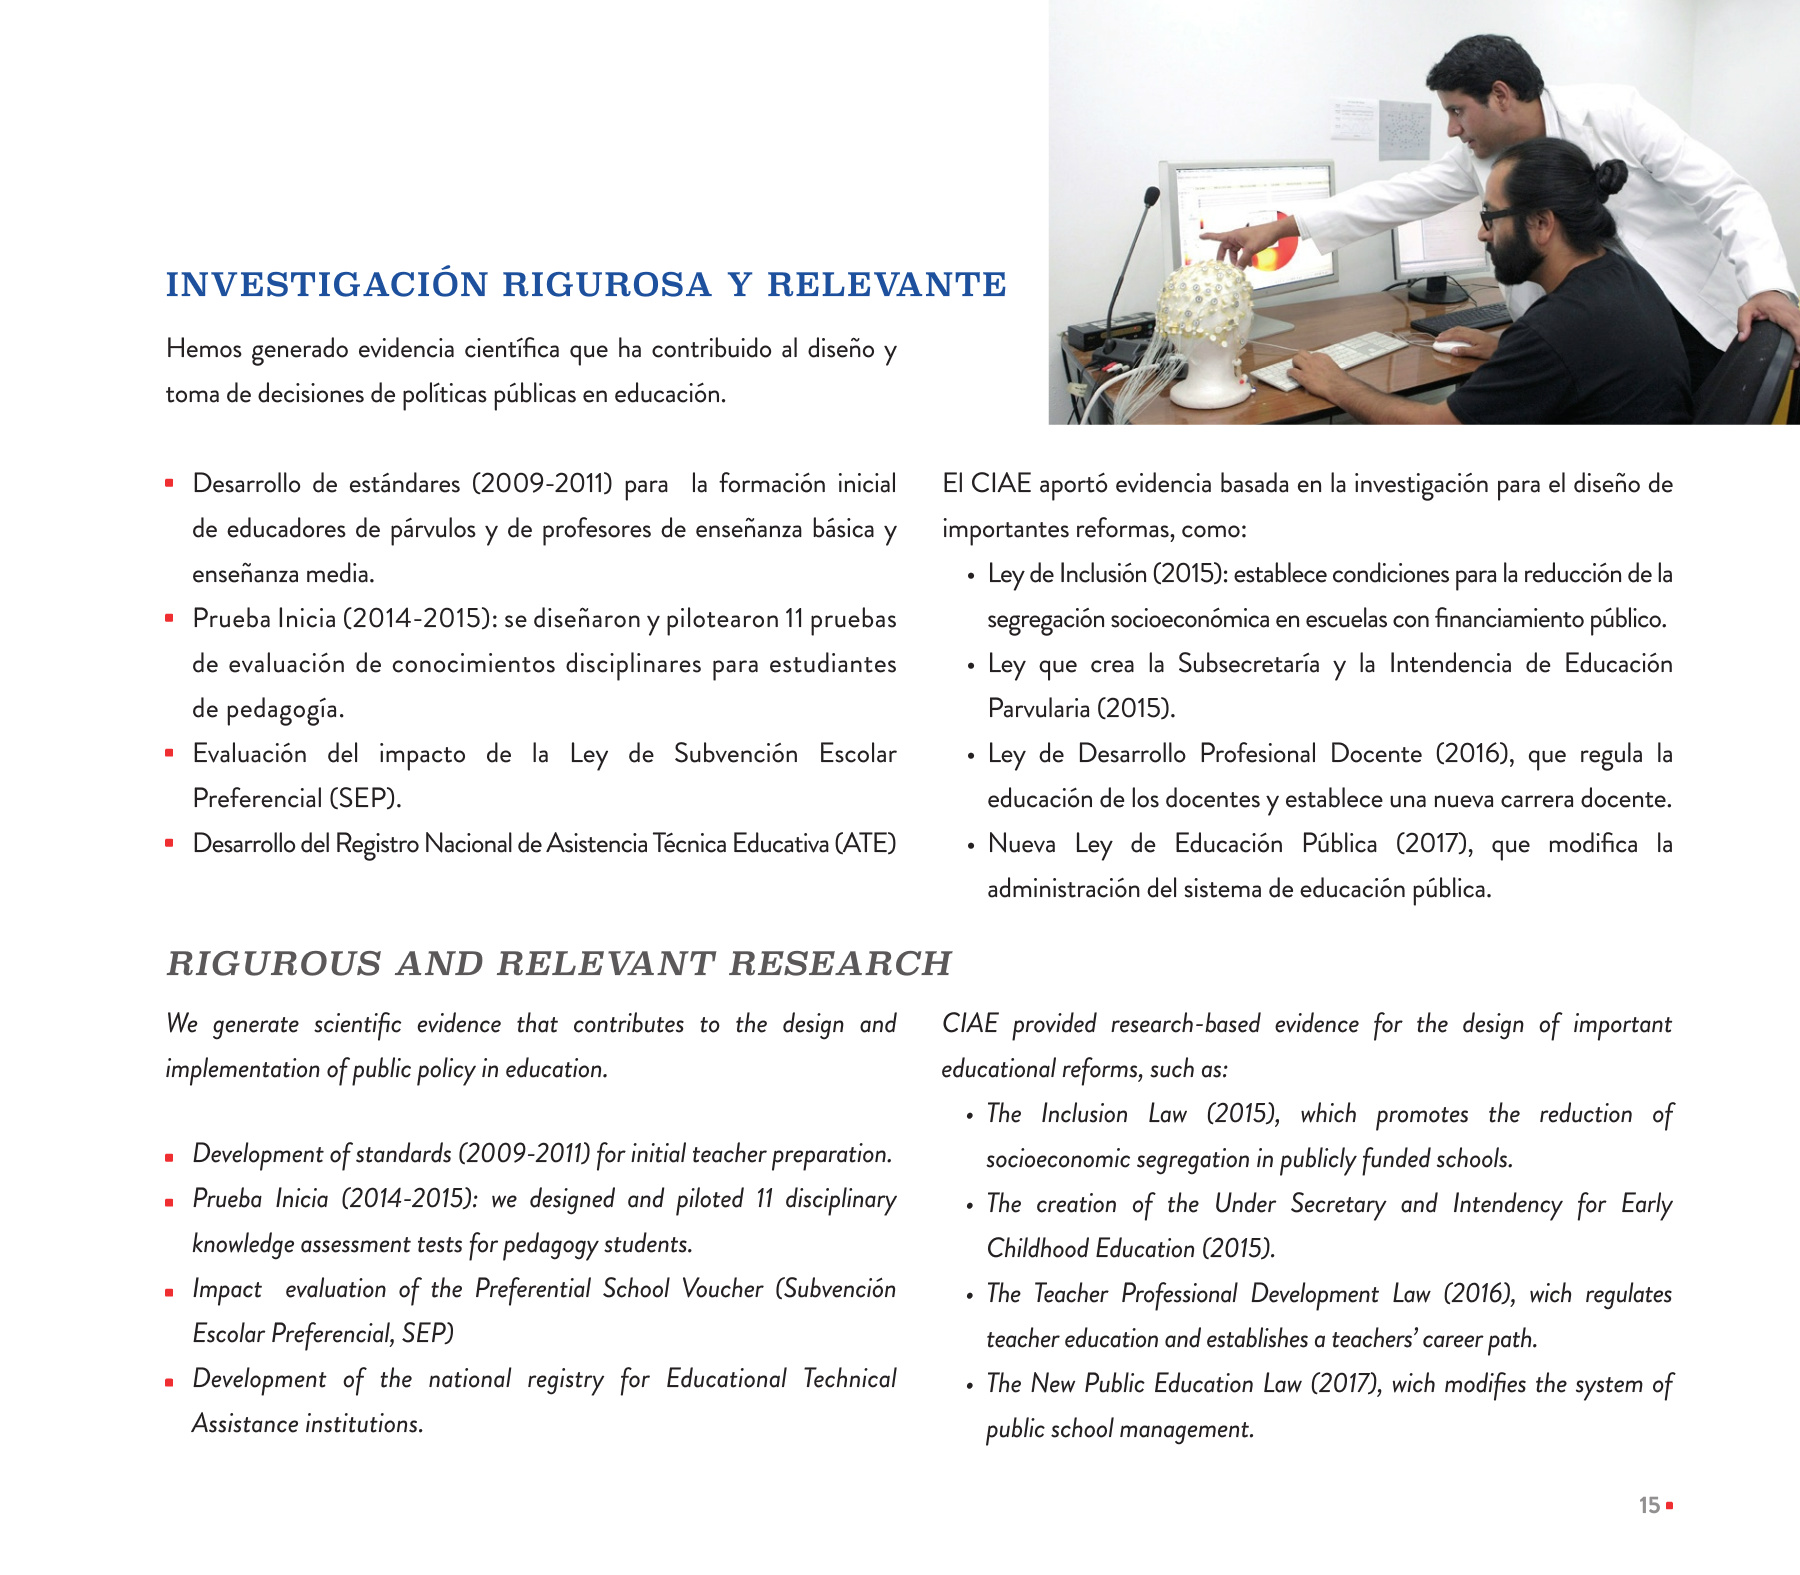 INVESTIGACIÓN RIGUROSA Y RELEVANTE
Hemos generado evidencia científica que ha contribuido al diseño y
toma de decisiones de políticas públicas en educación.
Desarrollo de estándares (2009-2011) para la formación inicial
de educadores de párvulos y de profesores de enseñanza básica y
enseñanza media.
Prueba Inicia (2014-2015): se diseñaron y pilotearon 11 pruebas
de evaluación de conocimientos disciplinares para estudiantes
de pedagogía.
Evaluación del impacto de la Ley de Subvención Escolar
Preferencial (SEP).
Desarrollo del Registro Nacional de Asistencia Técnica Educativa (ATE)
El CIAE aportó evidencia basada en la investigación para el diseño de
importantes reformas, como:
• Ley de Inclusión (2015): establece condiciones para la reducción de la
segregación socioeconómica en escuelas con financiamiento público.
• Ley que crea la Subsecretaría y la Intendencia de Educación
Parvularia (2015).
• Ley de Desarrollo Profesional Docente (2016), que regula la
educación de los docentes y establece una nueva carrera docente.
• Nueva Ley de Educación Pública (2017), que modifica la
administración del sistema de educación pública.
RIGUROUS AND RELEVANT RESEARCH
We generate scientific evidence that contributes to the design and
implementation of public policy in education.
Development of standards (2009-2011) for initial teacher preparation.
Prueba Inicia (2014-2015): we designed and piloted 11 disciplinary
knowledge assessment tests for pedagogy students.
Impact evaluation of the Preferential School Voucher (Subvención
Escolar Preferencial, SEP)
Development of the national registry for Educational Technical
Assistance institutions.
CIAE provided research-based evidence for the design of important
educational reforms, such as:
• The Inclusion Law (2015), which promotes the reduction of
socioeconomic segregation in publicly funded schools.
• The creation of the Under Secretary and Intendency for Early
Childhood Education (2015).
• The Teacher Professional Development Law (2016), wich regulates
teacher education and establishes a teachers' career path.
• The New Public Education Law (2017), wich modifies the system of
public school management.
15